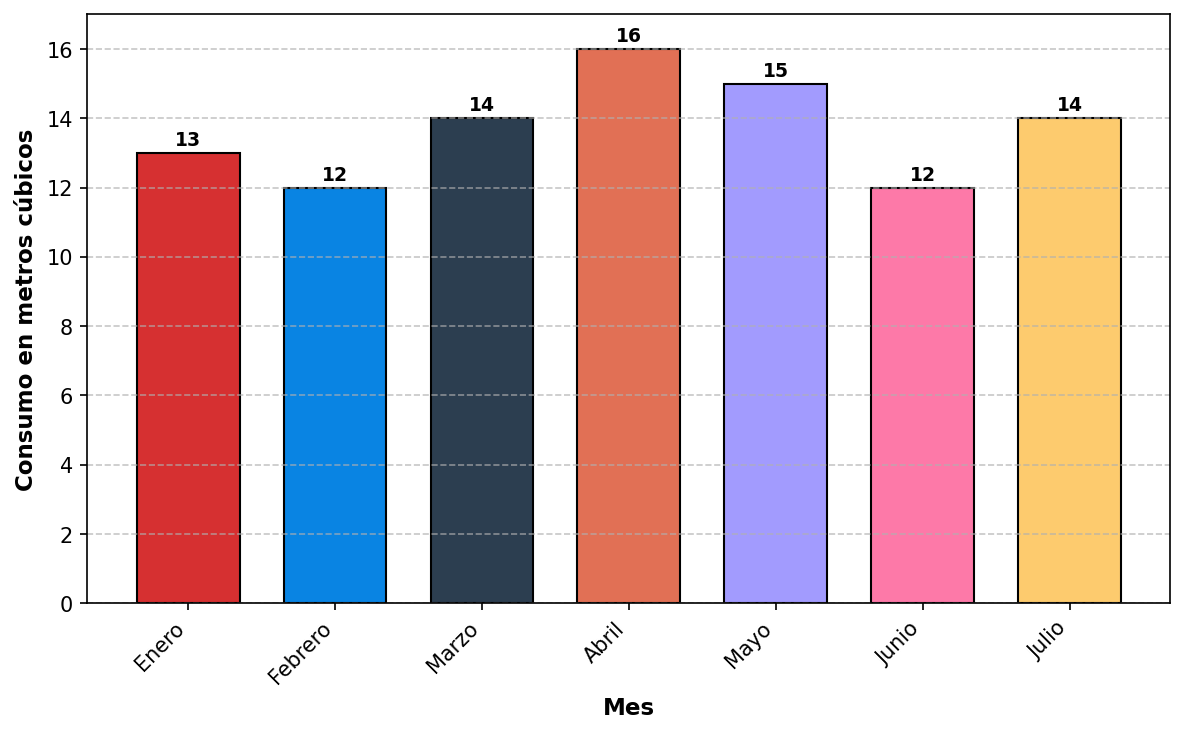 16
15
14
14
13
12
12
16
14
12
10
8
6
4
2
0
Consumo en metros cúbicos
Enero
Febrero
Marzo
Abril
Mayo
Junio
Julio
Mes